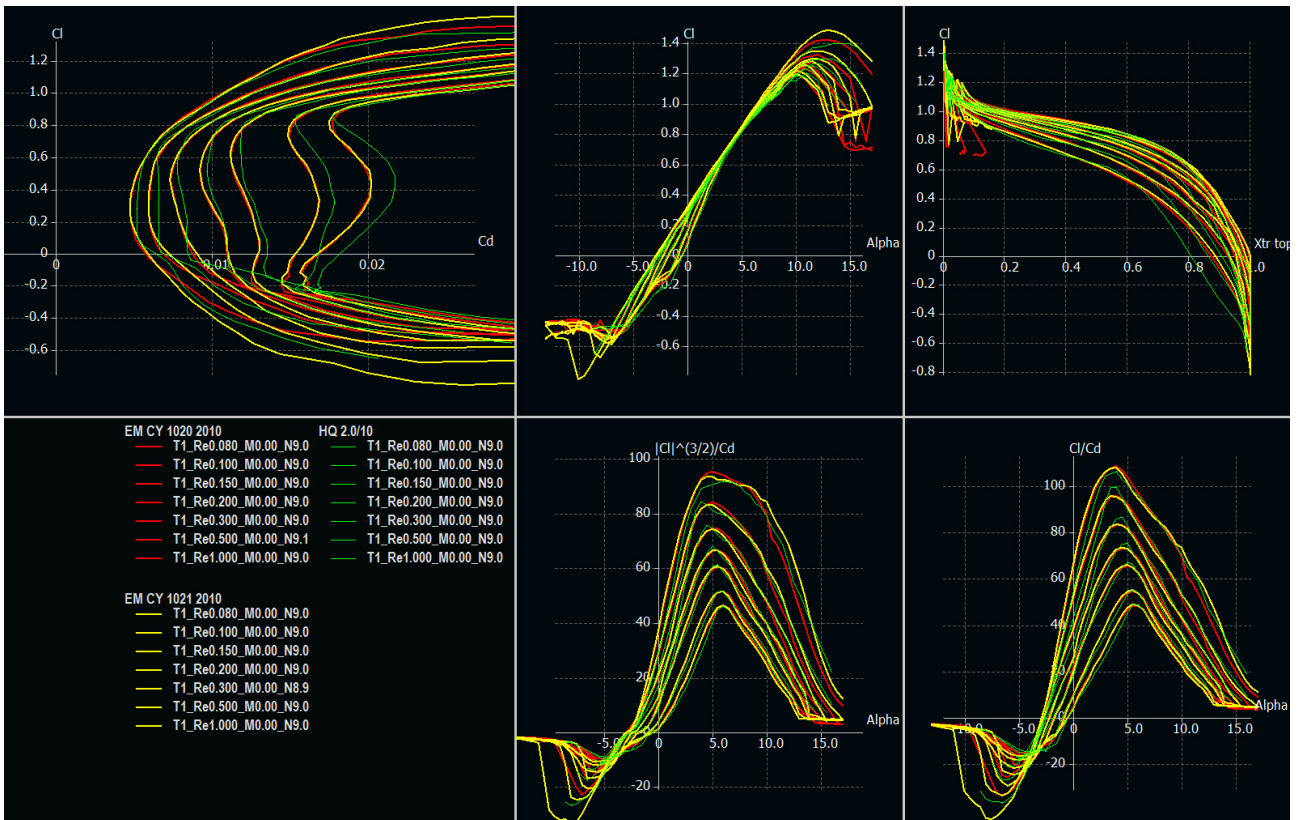 Cl
1.2
1.0
0.8
0.6
0.4
0.2
0
-0.2
-0.4
-0.6
0
0.01
0.02
Cd
Cl
1.4
1.2
1.0
0.8
0.6
0.4
0.2
0
-0.2
-0.4
-0.6
-10.0
-5.0
0
5.0
10.0
15.0
Alpha
Cl
1.4
1.2
1.0
0.8
0.6
0.4
0.2
0
-0.2
-0.4
-0.6
-0.8
0
0.2
0.4
0.6
0.8
1.0
Xtr top
EM CY 1020 2010
T1_Re0.080_M0.00_N9.0
T1_Re0.100_M0.00_N9.0
T1_Re0.150_M0.00_N9.0
T1_Re0.200_M0.00_N9.0
T1_Re0.300_M0.00_N9.0
T1_Re0.500_M0.00_N9.1
T1_Re1.000_M0.00_N9.0
HQ 2.0/10
T1_Re0.080_M0.00_N9.0
T1_Re0.100_M0.00_N9.0
T1_Re0.150_M0.00_N9.0
T1_Re0.200_M0.00_N9.0
T1_Re0.300_M0.00_N9.0
T1_Re0.500_M0.00_N9.0
T1_Re1.000_M0.00_N9.0
EM CY 1021 2010
T1_Re0.080_M0.00_N9.0
T1_Re0.100_M0.00_N9.0
T1_Re0.150_M0.00_N9.0
T1_Re0.200_M0.00_N9.0
T1_Re0.300_M0.00_N8.9
T1_Re0.500_M0.00_N9.0
T1_Re1.000_M0.00_N9.0
|Cl|^(3/2)/Cd
100
80
60
40
20
0
-20
-5.0
0
5.0
10.0
15.0
Alpha
Cl/Cd
100
80
60
40
20
0
-20
-10.0
-5.0
0
5.0
10.0
15.0
Alpha